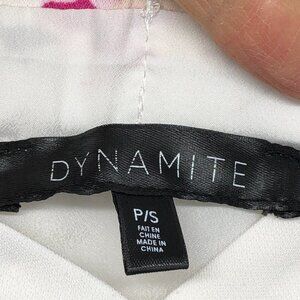 DYNAMITE
P/S
FAIT EN
CHINE
MADE IN
CHINA